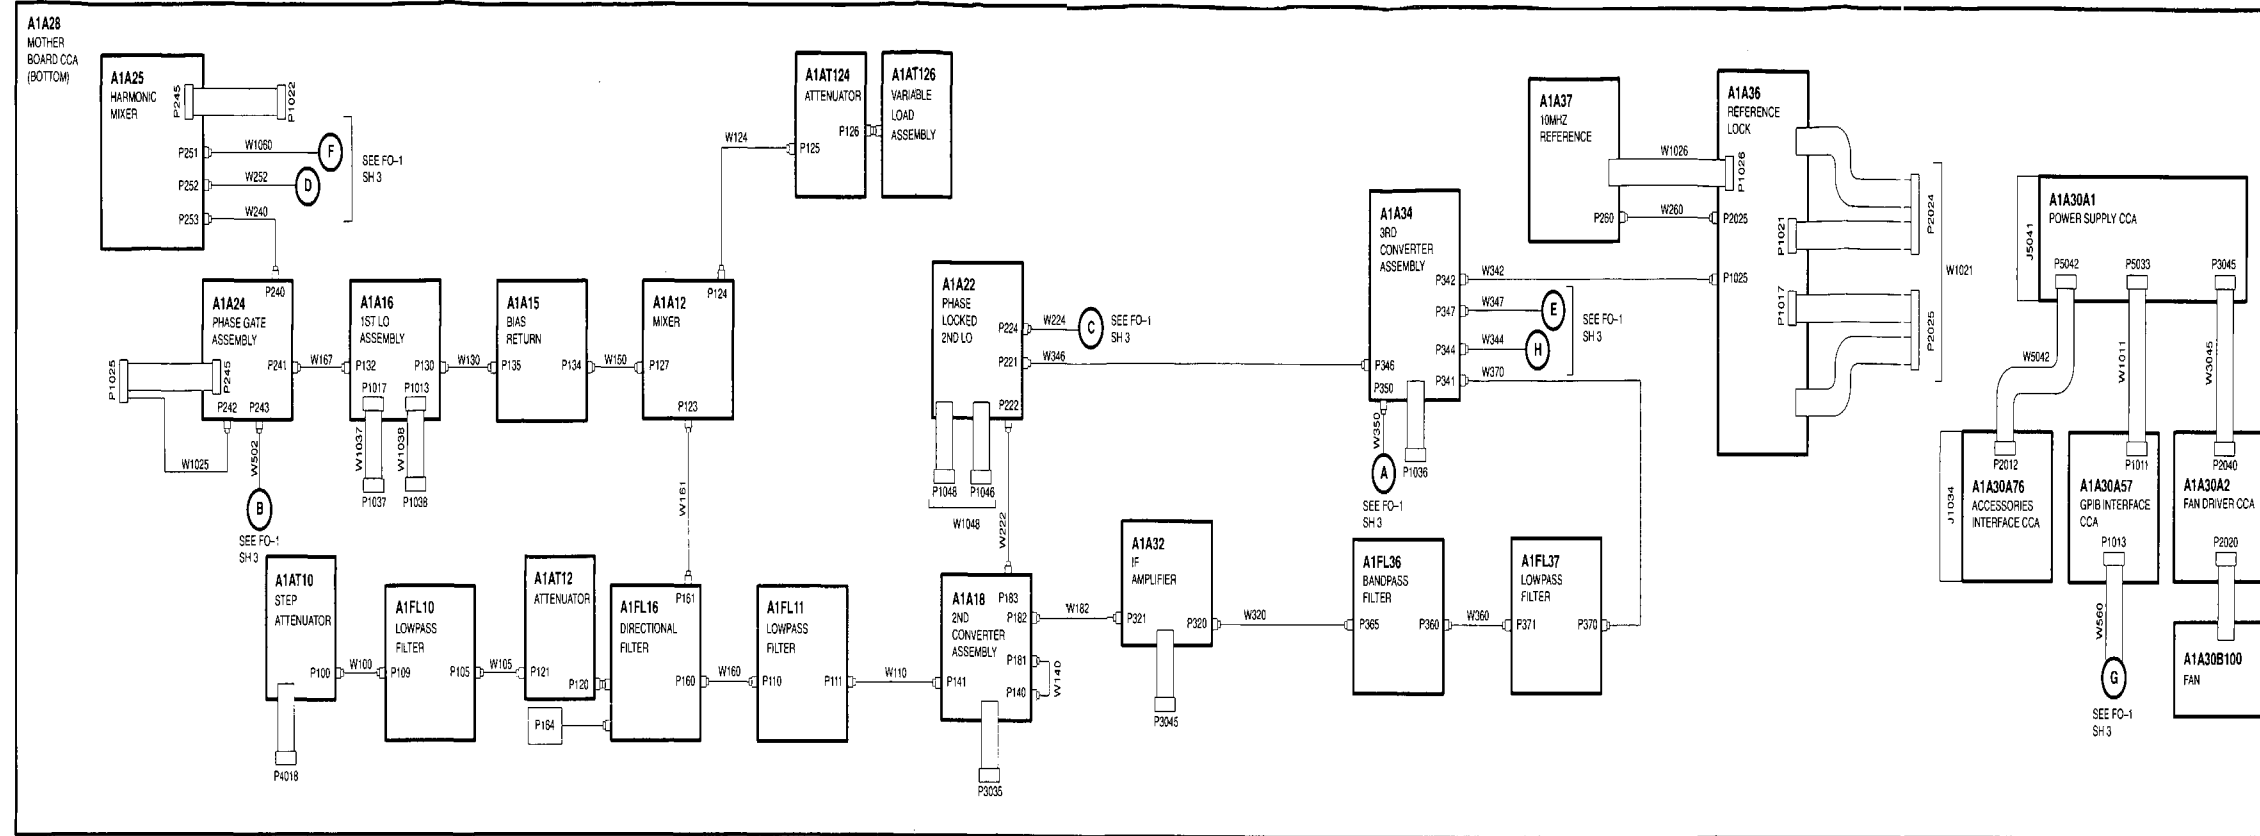 A1A28
MOTHER
BOARD CCA
(BOTTOM)
A1A25
HARMONIC
MIXER
P245
P1022
P251
W1060
F
P252
W252
D
P253
W240
SEE FO-1
SH 3
A1AT124
ATTENUATOR
P126
P125
W124
A1AT126
VARIABLE
LOAD
ASSEMBLY
A1A37
10MHZ
REFERENCE
P260
W1026
P1026
W260
A1A36
REFERENCE
LOCK
P2025
P1025
P1021
P1017
P2024
P2025
W1021
A1A34
3RD
CONVERTER
ASSEMBLY
P342
W342
P347
W347
E
P344
W344
H
SEE FO-1
SH 3
P341
W370
P346
P350
W350
A
SEE FO-1
SH 3
P1036
J5041
A1A30A1
POWER SUPPLY CCA
P5042
P5033
P3045
W5042
W1011
W3045
P240
A1A24
PHASE GATE
ASSEMBLY
P241
W167
P1025
P245
P242
P243
W1025
W502
B
SEE FO-1
SH 3
A1A16
1ST LO
ASSEMBLY
P132
P130
W130
P1017
P1013
W1037
W1038
P1037
P1038
A1A15
BIAS
RETURN
P135
P134
W150
P124
A1A12
MIXER
P127
P123
W161
A1A22
PHASE
LOCKED
2ND LO
P224
W224
C
SEE FO-1
SH 3
P221
W346
P222
P1048
P1046
W1048
W222
J1034
P2012
A1A30A76
ACCESSORIES
INTERFACE CCA
P1011
A1A30A57
GPIB INTERFACE
CCA
P1013
W560
G
SEE FO-1
SH 3
P2040
A1A30A2
FAN DRIVER CCA
P2020
A1A30B100
FAN
A1AT10
STEP
ATTENUATOR
P100
W100
P4018
A1FL10
LOWPASS
FILTER
P109
P105
W105
A1AT12
ATTENUATOR
P121
P120
P164
P161
A1FL16
DIRECTIONAL
FILTER
P160
W160
A1FL11
LOWPASS
FILTER
P110
P111
W110
A1A18
2ND
CONVERTER
ASSEMBLY
P183
P182
W182
P181
W140
P140
P141
P3035
A1A32
IF
AMPLIFIER
P321
P320
W320
P3045
A1FL36
BANDPASS
FILTER
P365
P360
W360
A1FL37
LOWPASS
FILTER
P371
P370